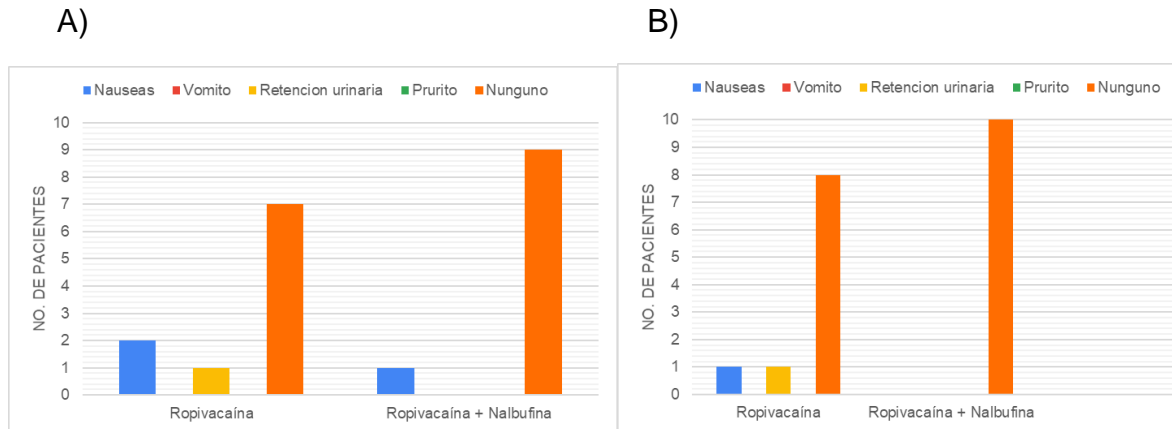 A)
B)
Nauseas Vomito Retencion urinaria Prurito Nunguno
NO. DE PACIENTES
10
9
8
7
6
5
4
3
2
1
0
Ropivacaína Ropivacaína + Nalbufina
Nauseas Vomito Retencion urinaria Prurito Nunguno
NO. DE PACIENTES
10
9
8
7
6
5
4
3
2
1
0
Ropivacaína Ropivacaína + Nalbufina